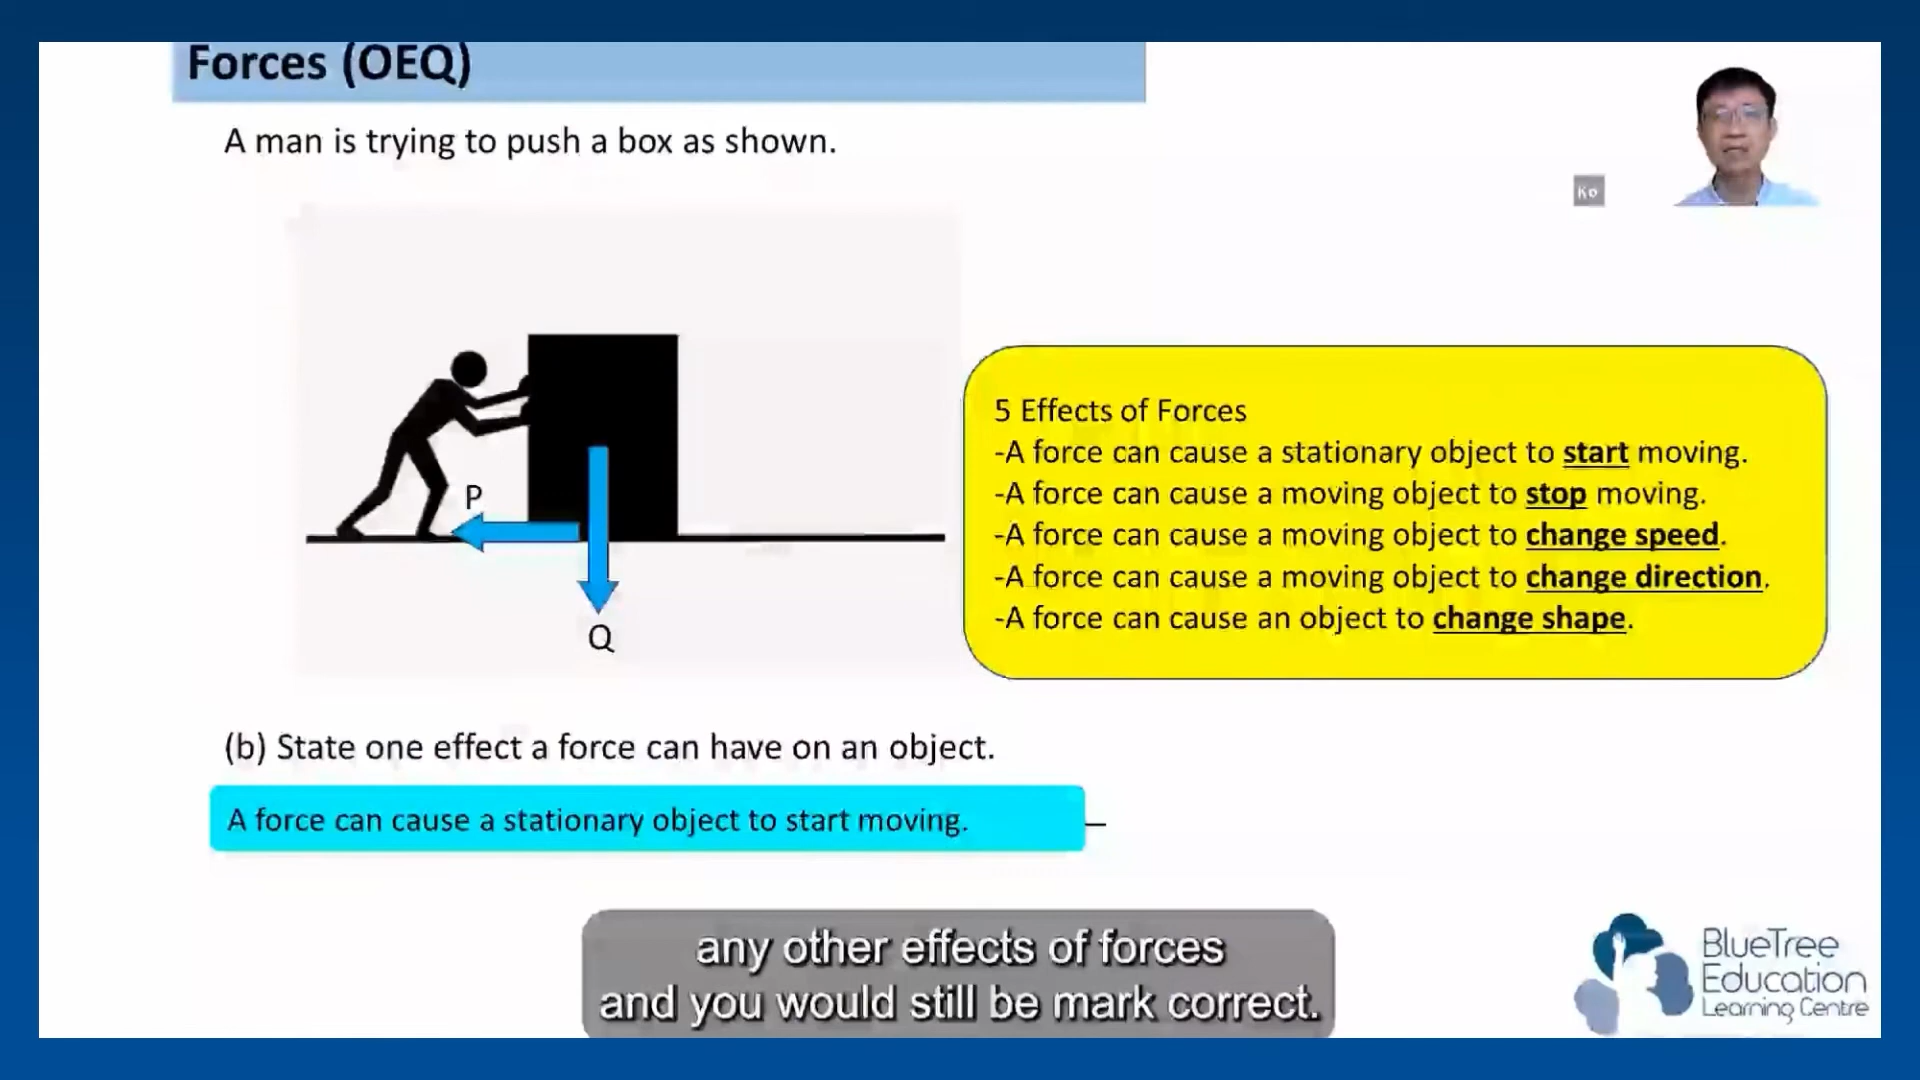 Forces (OEQ)
A man is trying to push a box as shown.
Ko
P
Q
5 Effects of Forces
-A force can cause a stationary object to start moving.
-A force can cause a moving object to stop moving.
-A force can cause a moving object to change speed.
-A force can cause a moving object to change direction.
-A force can cause an object to change shape.
(b) State one effect a force can have on an object.
A force can cause a stationary object to start moving.
any other effects of forces
and you would still be mark correct.
BlueTree
Education
Learning Centre